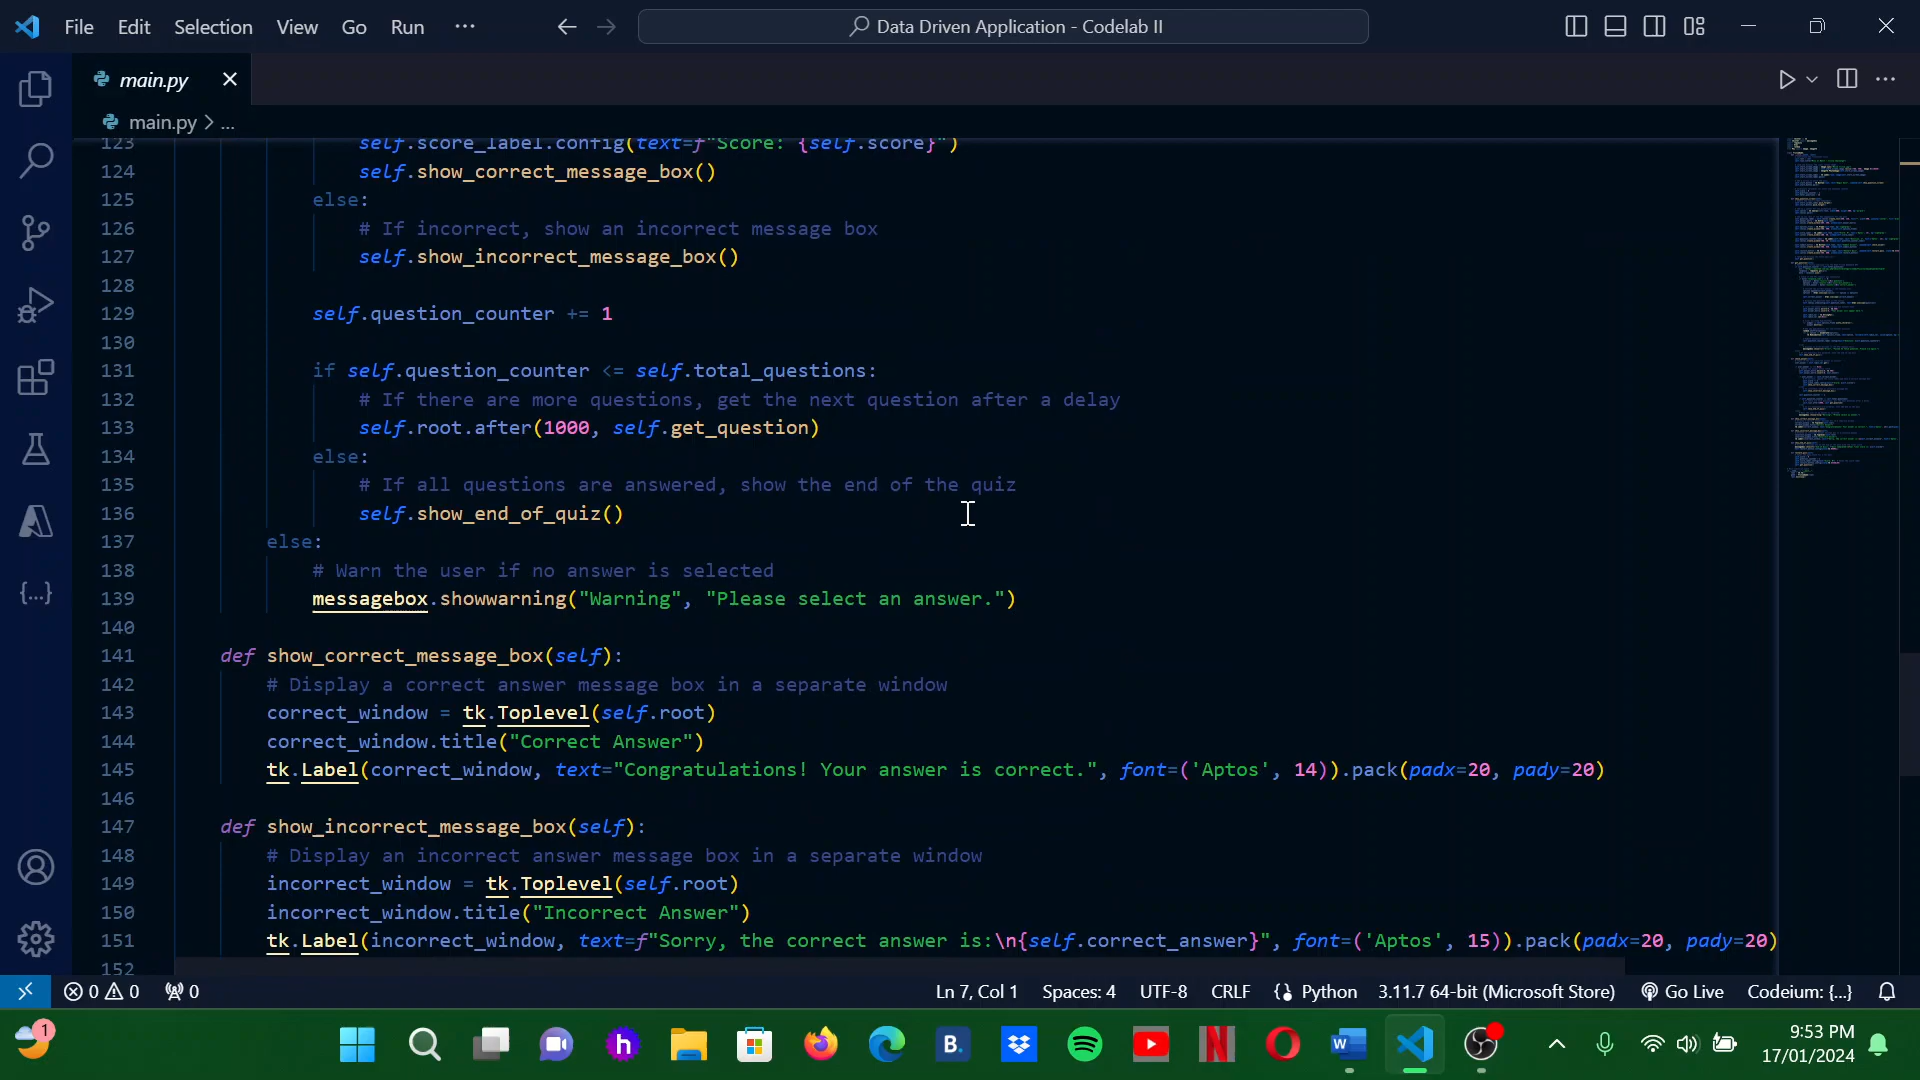 File Edit Selection View Go Run ···
Data Driven Application - Codelab II
main.py
main.py > ...
123 self.score_label.config(text=f"Score: {self.score}")
124 self.show_correct_message_box()
125 else:
126 # If incorrect, show an incorrect message box
127 self.show_incorrect_message_box()
128
129 self.question_counter += 1
130
131 if self.question_counter <= self.total_questions:
132 # If there are more questions, get the next question after a delay
133 self.root.after(1000, self.get_question)
134 else:
135 # If all questions are answered, show the end of the quiz
136 self.show_end_of_quiz()
137 else:
138 # Warn the user if no answer is selected
139 messagebox.showwarning("Warning", "Please select an answer.")
140
141 def show_correct_message_box(self):
142 # Display a correct answer message box in a separate window
143 correct_window = tk.Toplevel(self.root)
144 correct_window.title("Correct Answer")
145 tk.Label(correct_window, text="Congratulations! Your answer is correct.", font=('Aptos', 14)).pack(padx=20, pady=20)
146
147 def show_incorrect_message_box(self):
148 # Display an incorrect answer message box in a separate window
149 incorrect_window = tk.Toplevel(self.root)
150 incorrect_window.title("Incorrect Answer")
151 tk.Label(incorrect_window, text=f"Sorry, the correct answer is:\n{self.correct_answer}", font=('Aptos', 15)).pack(padx=20, pady=20)
152
0 0 0 Ln 7, Col 1 Spaces: 4 UTF-8 CRLF Python 3.11.7 64-bit (Microsoft Store) Go Live Codeium: {...}
1 h B. N W 9:53 PM
17/01/2024